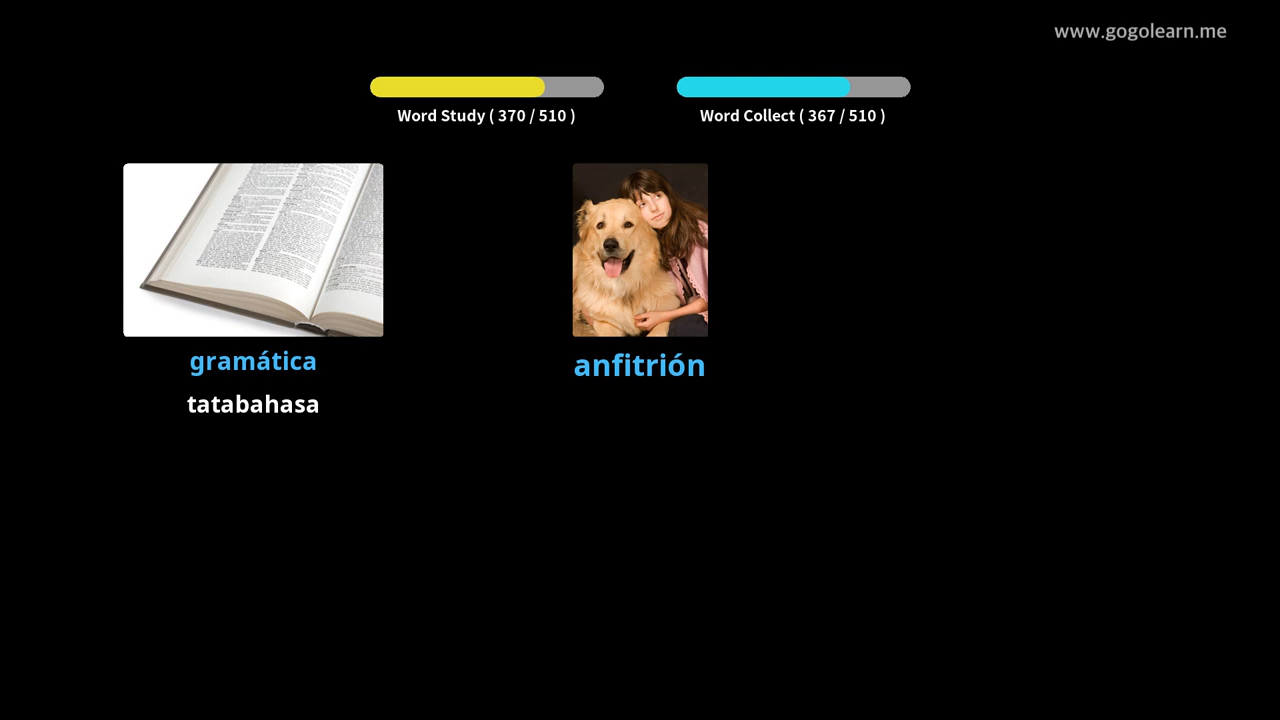 www.gogolearn.me
Word Study ( 370 / 510 )
Word Collect ( 367 / 510 )
gramática
tatabahasa
anfitrión